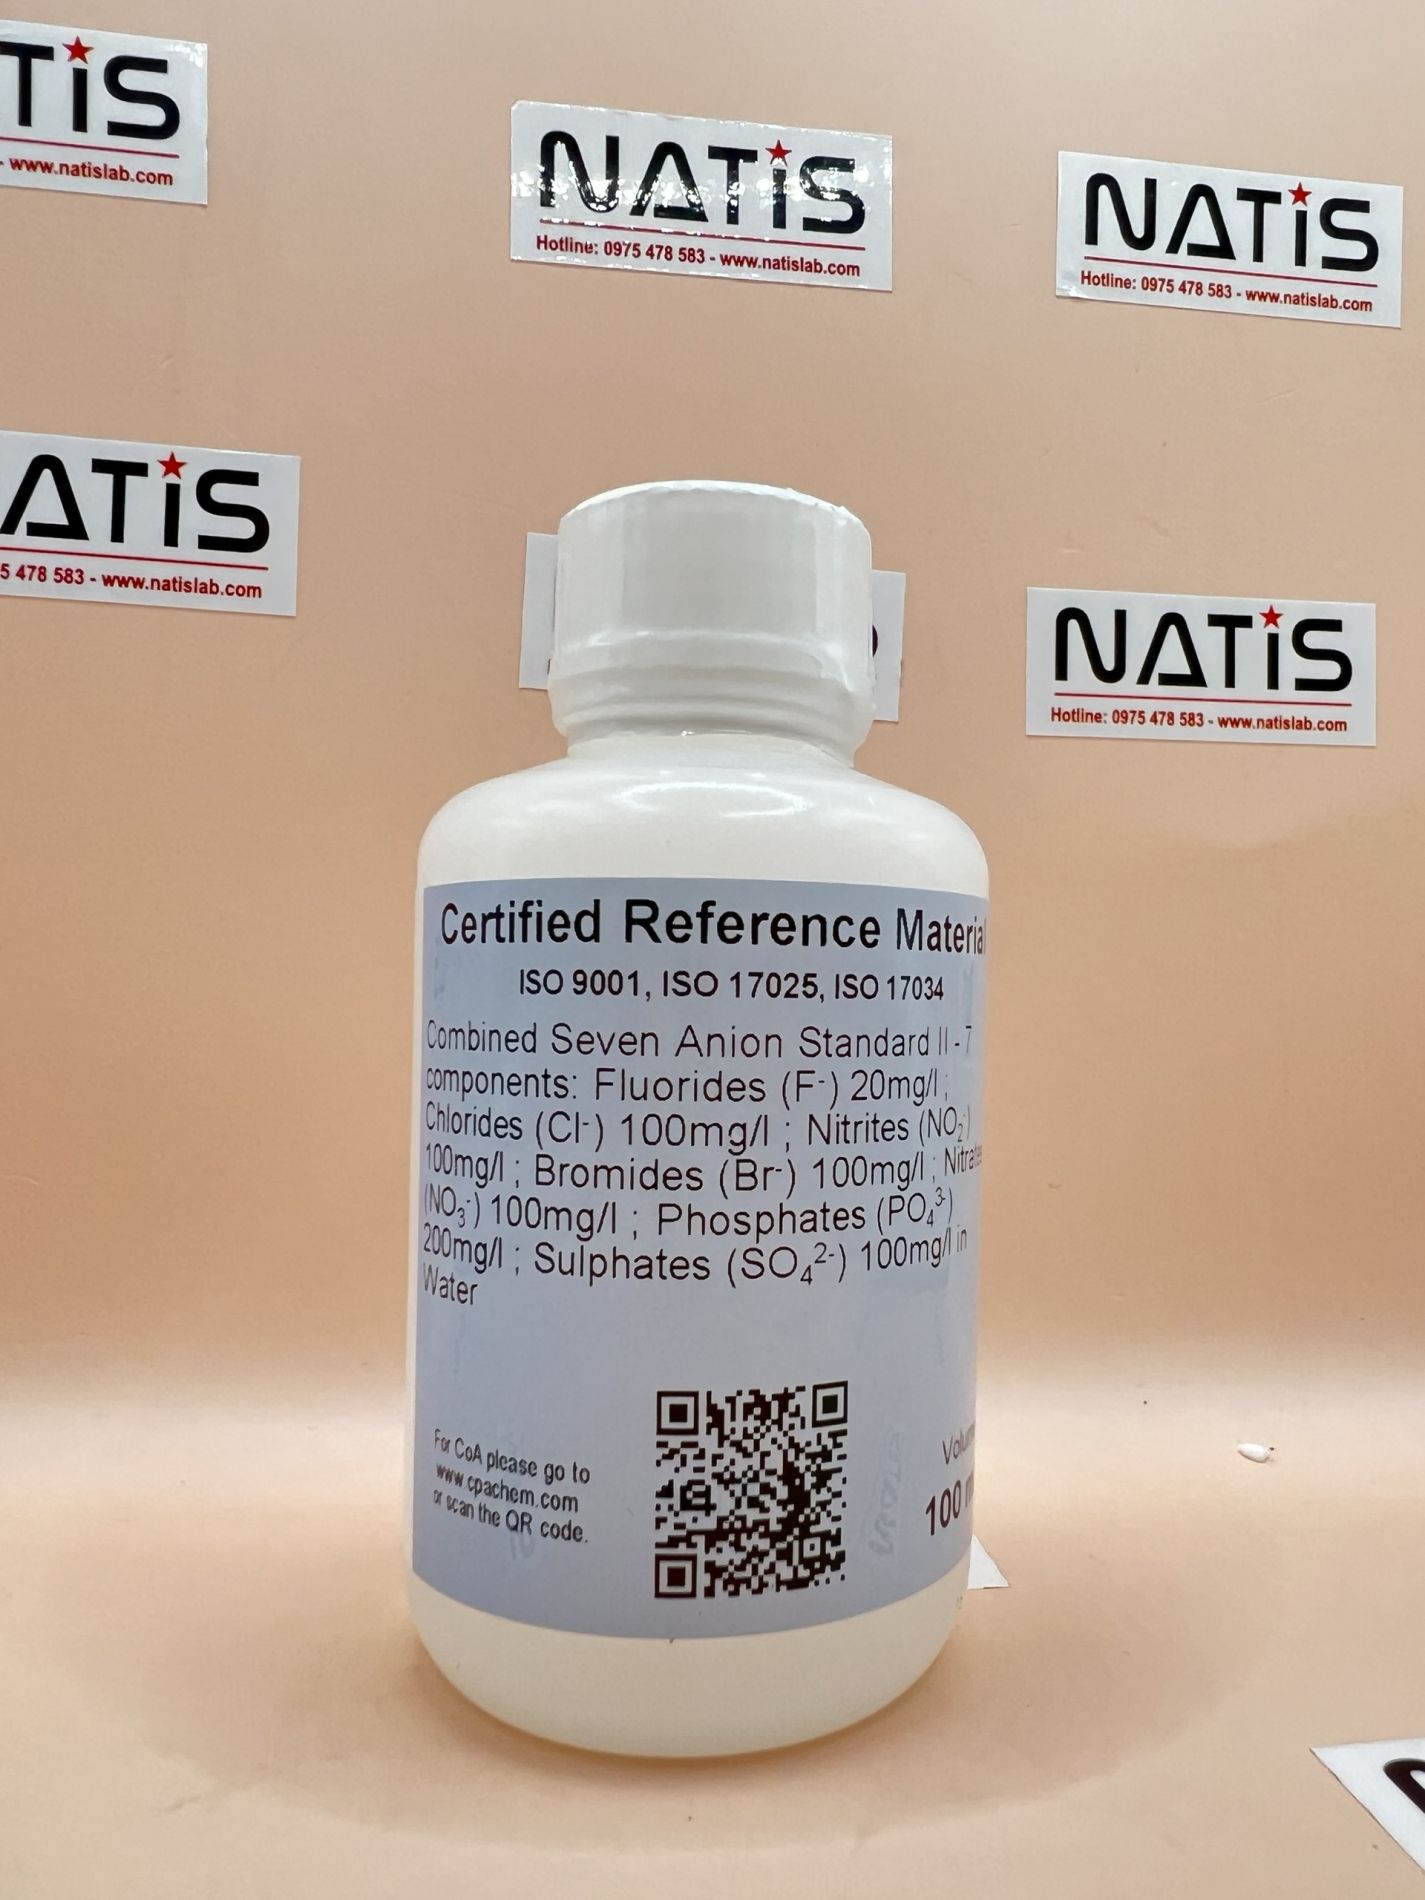 TiS
- www.natislab.com
NATiS
Hotline: 0975 478 583 - www.natislab.com
NATiS
Hotline: 0975 478 583 - www.natislab.com
ATiS
5 478 583 - www.natislab.com
NATiS
Hotline: 0975 478 583 - www.natislab.com
Certified Reference Material
ISO 9001, ISO 17025, ISO 17034
Combined Seven Anion Standard II - 7
components: Fluorides (F⁻) 20mg/l ;
Chlorides (Cl⁻) 100mg/l ; Nitrites (NO₂⁻)
100mg/l ; Bromides (Br⁻) 100mg/l ; Nitrates
(NO₃⁻) 100mg/l ; Phosphates (PO₄³⁻)
200mg/l ; Sulphates (SO₄²⁻) 100mg/l in
Water
For CoA please go to
www.cpachem.com
or scan the QR code.
100